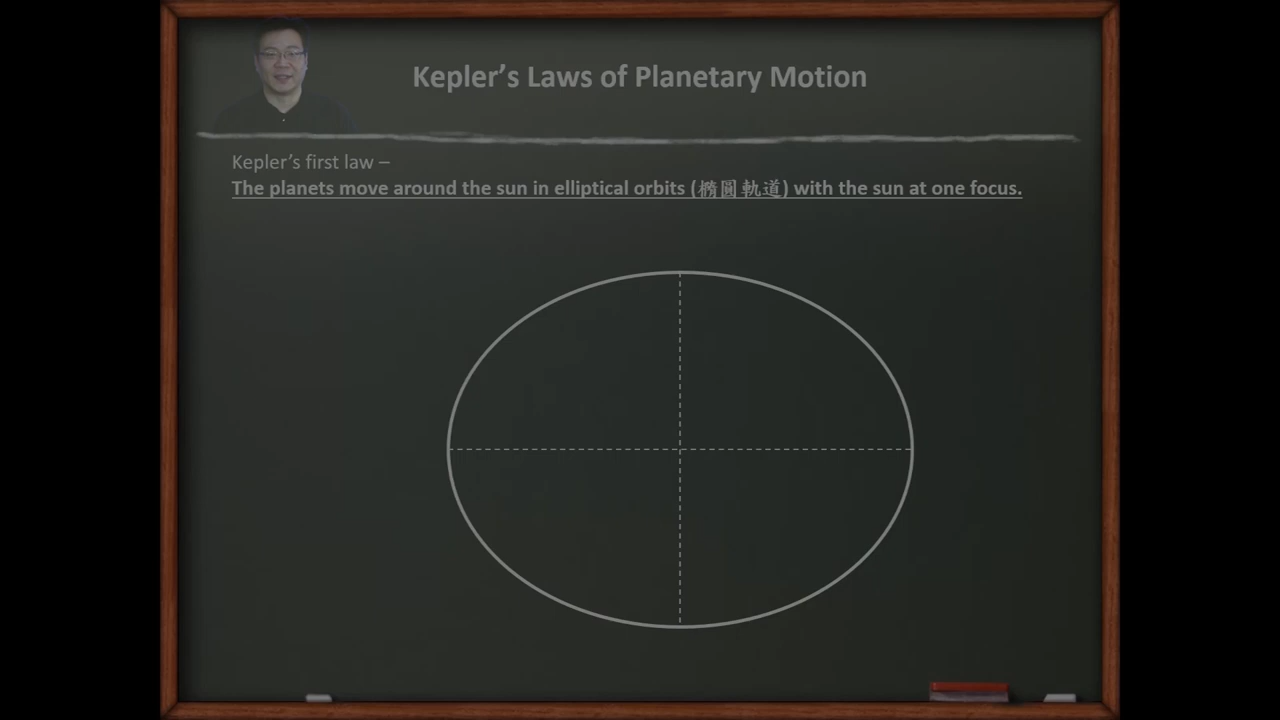 Kepler’s Laws of Planetary Motion
Kepler’s first law –
The planets move around the sun in elliptical orbits (橢圓軌道) with the sun at one focus.